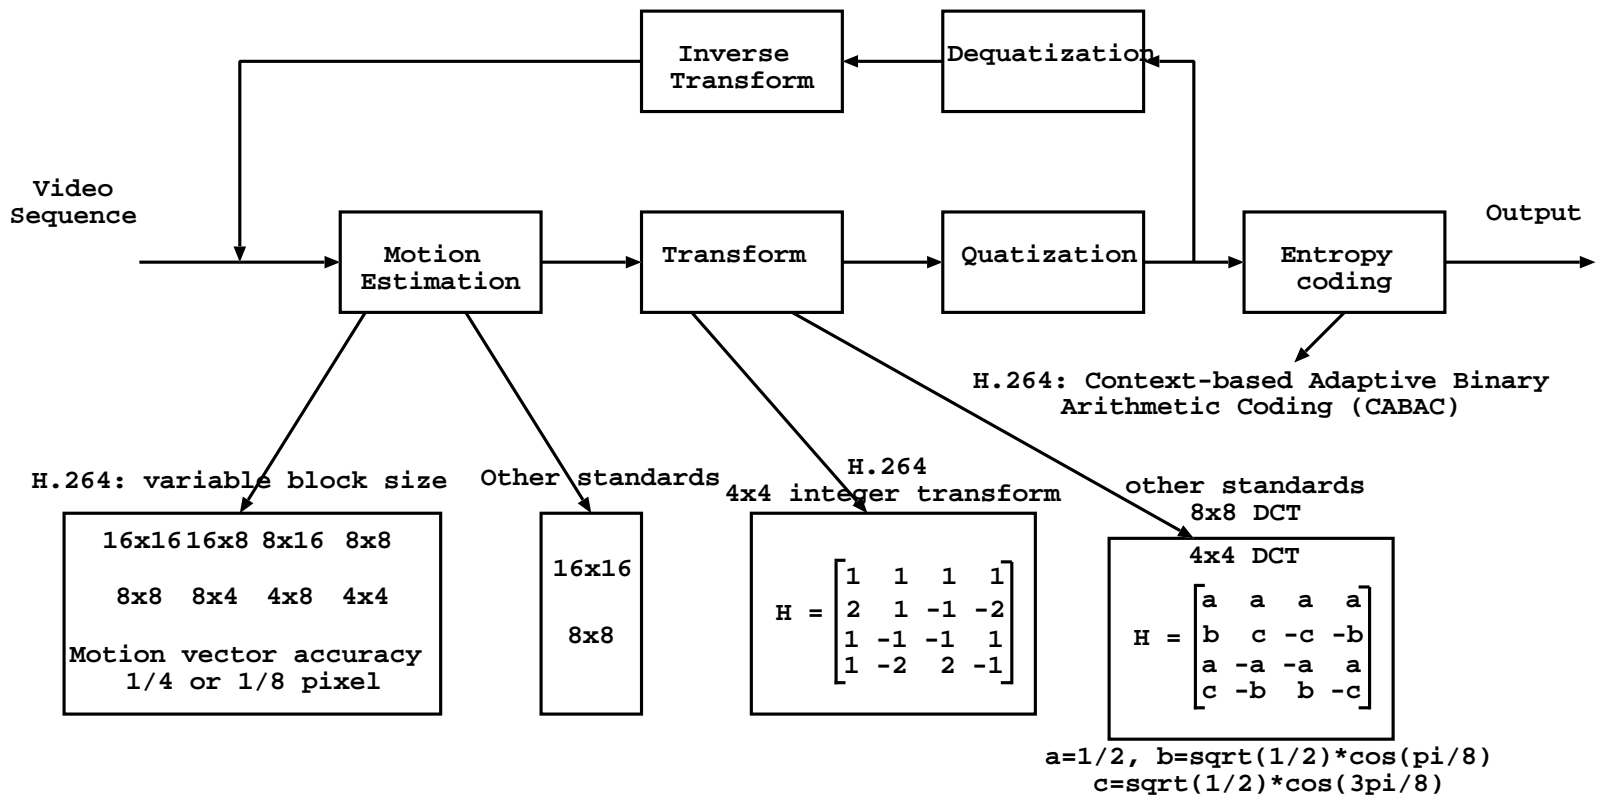 Inverse
Transform
Dequatization
Video
Sequence
Motion
Estimation
Transform
Quatization
Entropy
coding
Output
H.264: Context-based Adaptive Binary
Arithmetic Coding (CABAC)
H.264: variable block size
16x16 16x8 8x16 8x8
8x8 8x4 4x8 4x4
Motion vector accuracy
1/4 or 1/8 pixel
Other standards
16x16
8x8
H.264
4x4 integer transform
H =
1 1 1 1
2 1 -1 -2
1 -1 -1 1
1 -2 2 -1
other standards
8x8 DCT
4x4 DCT
H =
a a a a
b c -c -b
a -a -a a
c -b b -c
a=1/2, b=sqrt(1/2)*cos(pi/8)
c=sqrt(1/2)*cos(3pi/8)